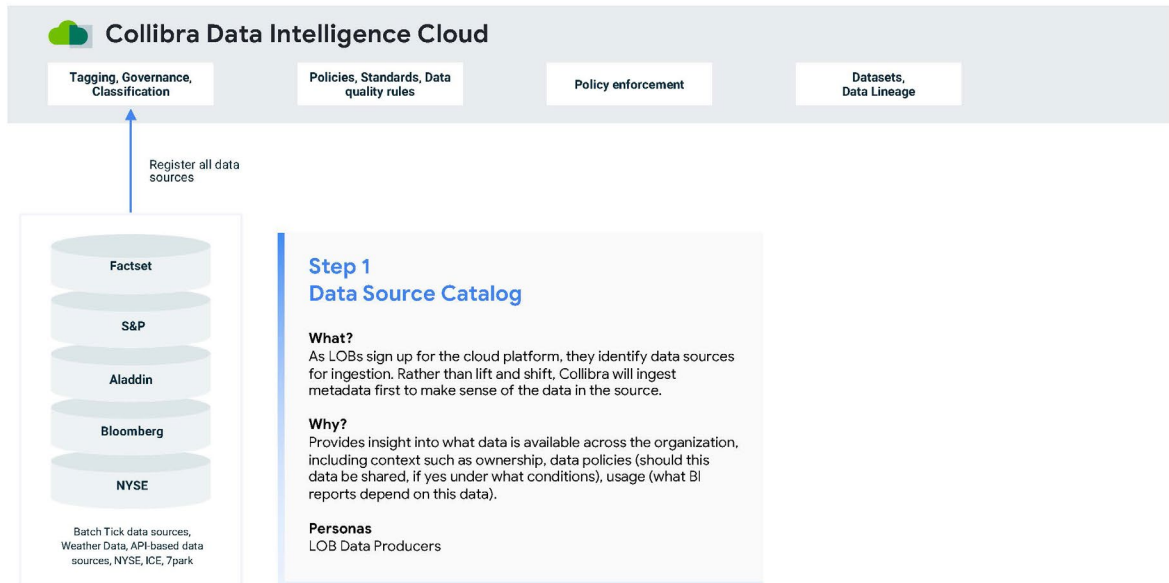 Collibra Data Intelligence Cloud
Tagging, Governance,
Classification
Policies, Standards, Data
quality rules
Policy enforcement
Datasets,
Data Lineage
Register all data
sources
Factset
S&P
Aladdin
Bloomberg
NYSE
Batch Tick data sources,
Weather Data, API-based data
sources, NYSE, ICE, 7park
Step 1
Data Source Catalog
What?
As LOBs sign up for the cloud platform, they identify data sources
for ingestion. Rather than lift and shift, Collibra will ingest
metadata first to make sense of the data in the source.
Why?
Provides insight into what data is available across the organization,
including context such as ownership, data policies (should this
data be shared, if yes under what conditions), usage (what BI
reports depend on this data).
Personas
LOB Data Producers